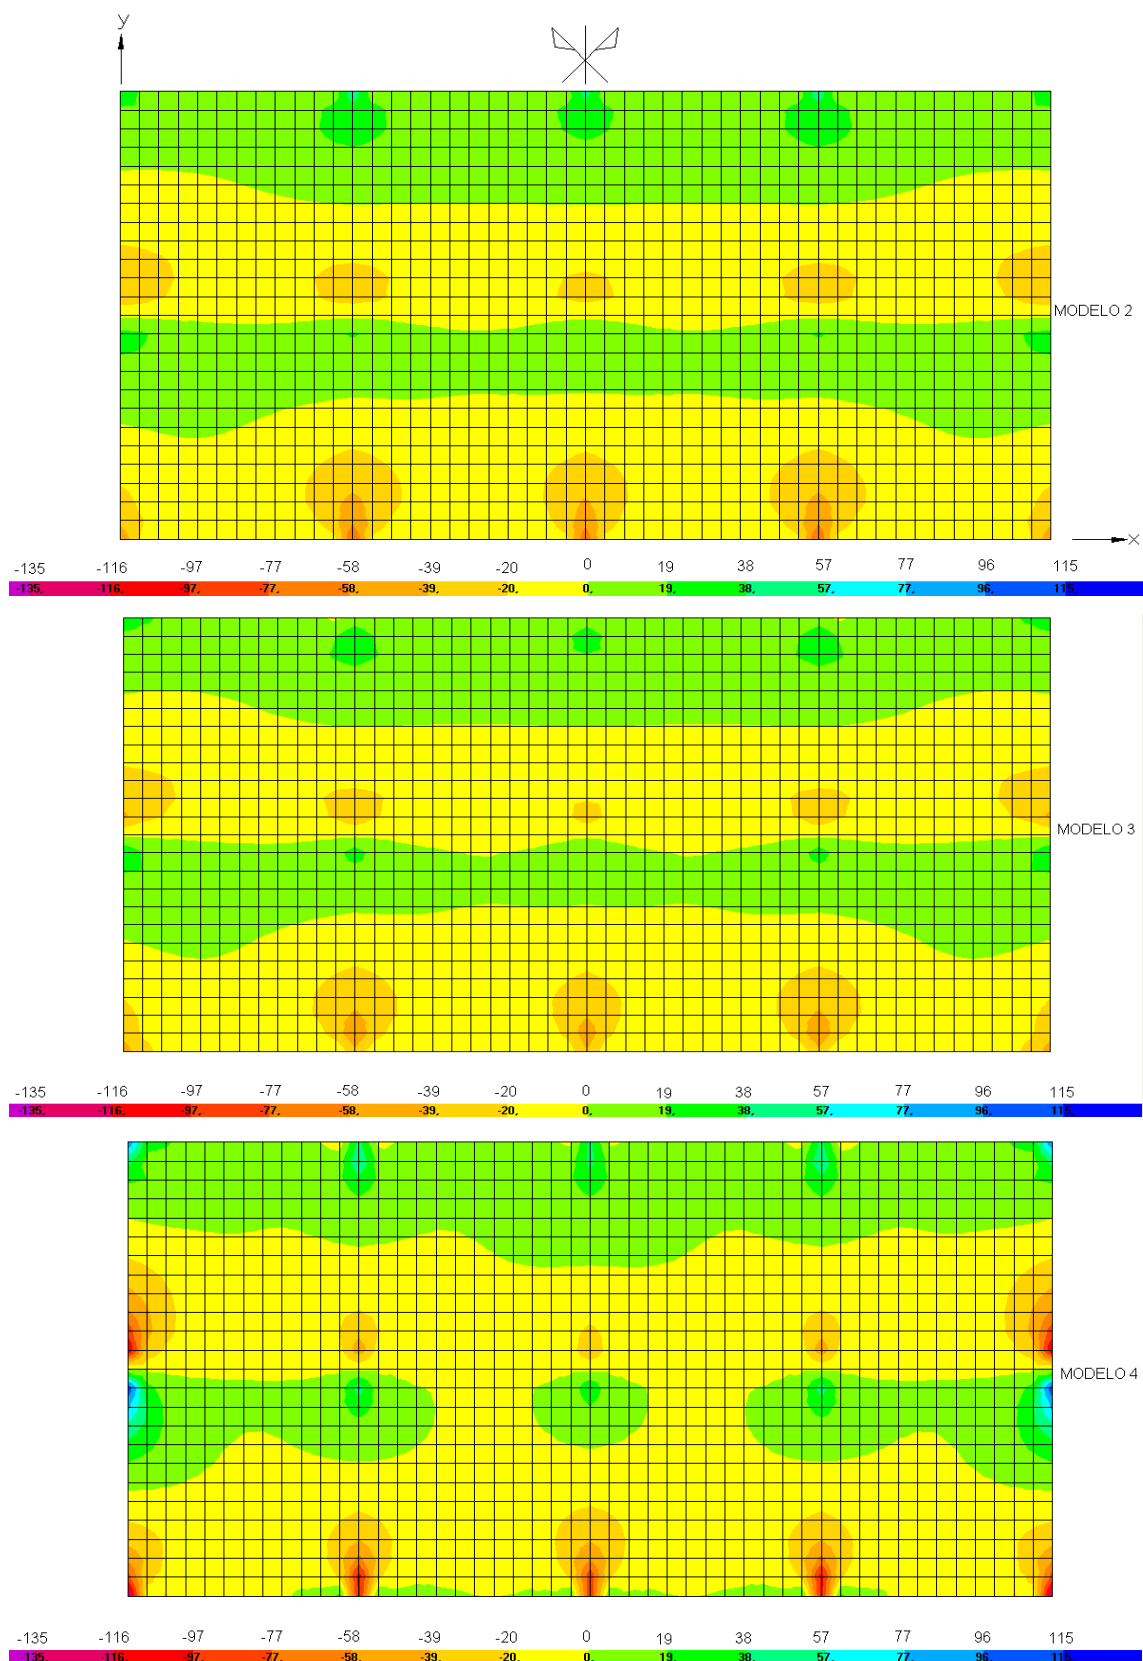 y
MODELO 2
x
-135 -116 -97 -77 -58 -39 -20 0 19 38 57 77 96 115
-135, -116, -97, -77, -58, -39, -20, 0, 19, 38, 57, 77, 96, 115,
MODELO 3
-135 -116 -97 -77 -58 -39 -20 0 19 38 57 77 96 115
-135, -116, -97, -77, -58, -39, -20, 0, 19, 38, 57, 77, 96, 115,
MODELO 4
-135 -116 -97 -77 -58 -39 -20 0 19 38 57 77 96 115
-135, -116, -97, -77, -58, -39, -20, 0, 19, 38, 57, 77, 96, 115,